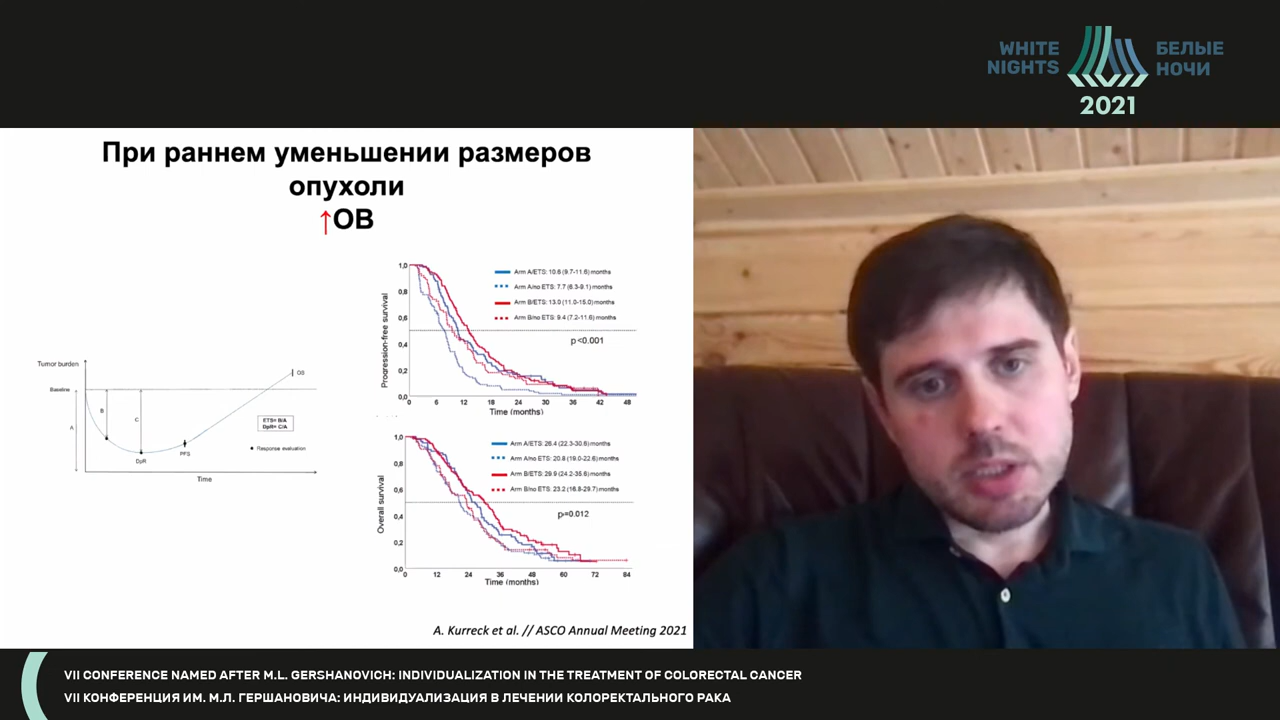 WHITE
NIGHTS
БЕЛЫЕ
НОЧИ
2021
При раннем уменьшении размеров
опухоли
↑ОВ
Tumor burden
Baseline
A
B
C
DpR
PFS
OS
ETS= B/A
DpR= C/A
Response evaluation
Time
Progression-free survival
1,0
0,8
0,6
0,4
0,2
0,0
Arm A/ETS: 10.6 (9.7-11.6) months
Arm A/no ETS: 7.7 (6.3-9.1) months
Arm B/ETS: 13.0 (11.0-15.0) months
Arm B/no ETS: 9.4 (7.2-11.6) months
p<0.001
0 6 12 18 24 30 36 42 48
Time (months)
Overall survival
1,0
0,8
0,6
0,4
0,2
0,0
Arm A/ETS: 26.4 (22.3-30.6) months
Arm A/no ETS: 20.8 (19.0-22.6) months
Arm B/ETS: 29.9 (24.2-35.6) months
Arm B/no ETS: 23.2 (16.8-29.7) months
p=0.012
0 12 24 36 48 60 72 84
Time (months)
A. Kurreck et al. // ASCO Annual Meeting 2021
VII CONFERENCE NAMED AFTER M.L. GERSHANOVICH: INDIVIDUALIZATION IN THE TREATMENT OF COLORECTAL CANCER
VII КОНФЕРЕНЦИЯ ИМ. М.Л. ГЕРШАНОВИЧА: ИНДИВИДУАЛИЗАЦИЯ В ЛЕЧЕНИИ КОЛОРЕКТАЛЬНОГО РАКА